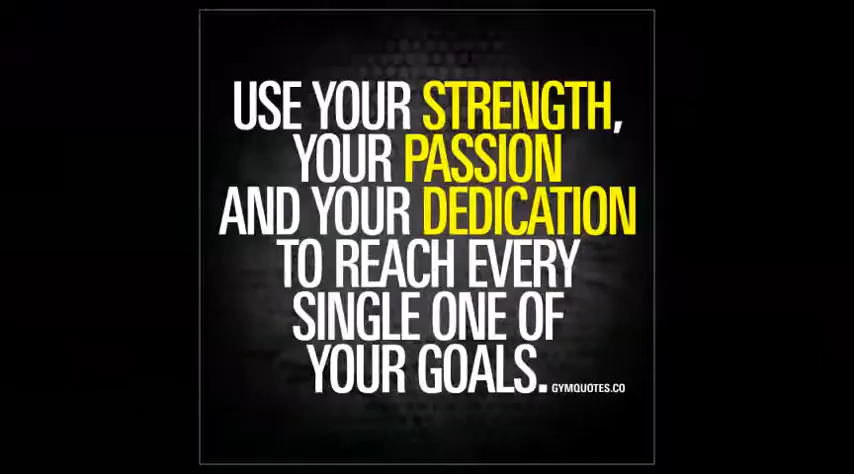 USE YOUR STRENGTH,
YOUR PASSION
AND YOUR DEDICATION
TO REACH EVERY
SINGLE ONE OF
YOUR GOALS. GYMQUOTES.CO